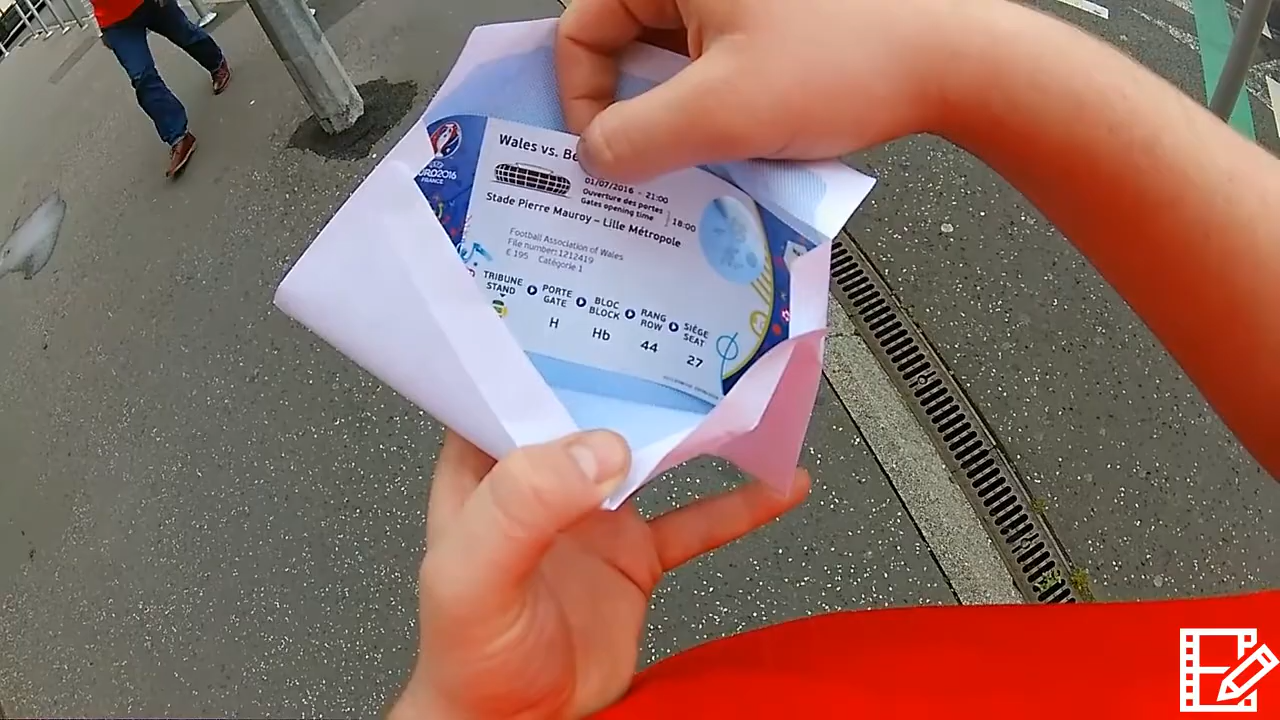 Wales vs. Be
01/07/2016 - 21:00
Ouverture des portes
Gates opening time
18:00
Stade Pierre Mauroy – Lille Métropole
UEFA
EURO2016
FRANCE
Football Association of Wales
File number:1212419
€ 195 Catégorie 1
TRIBUNE
STAND
PORTE
GATE
BLOC
BLOCK
RANG
ROW
SIÈGE
SEAT
H
Hb
44
27